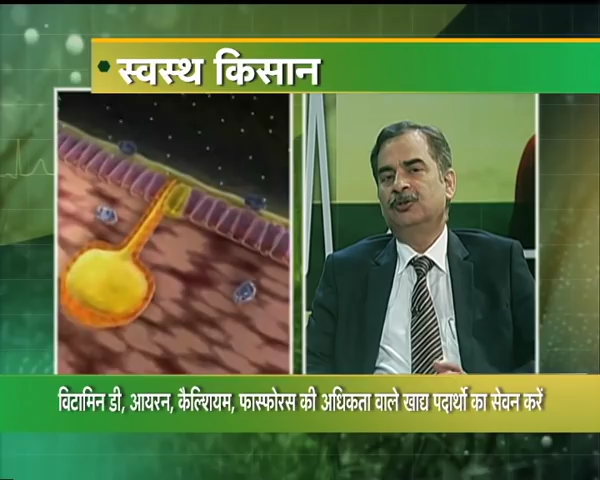 स्वस्थ किसान
विटामिन डी, आयरन, कैल्शियम, फास्फोरस की अधिकता वाले खाद्य पदार्थो का सेवन करें